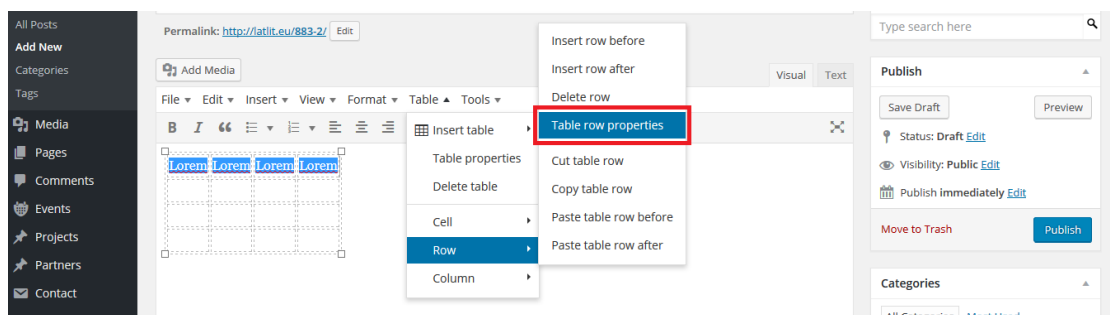 All Posts
Add New
Categories
Tags
Media
Pages
Comments
Events
Projects
Partners
Contact
Permalink: http://latlit.eu/883-2/ Edit
Add Media
Visual Text
File Edit Insert View Format Table Tools
B I
Lorem Lorem Lorem Lorem
Insert table
Table properties
Delete table
Cell
Row
Column
Insert row before
Insert row after
Delete row
Table row properties
Cut table row
Copy table row
Paste table row before
Paste table row after
Type search here
Publish
Save Draft Preview
Status: Draft Edit
Visibility: Public Edit
Publish immediately Edit
Move to Trash Publish
Categories
All Categories Most Used